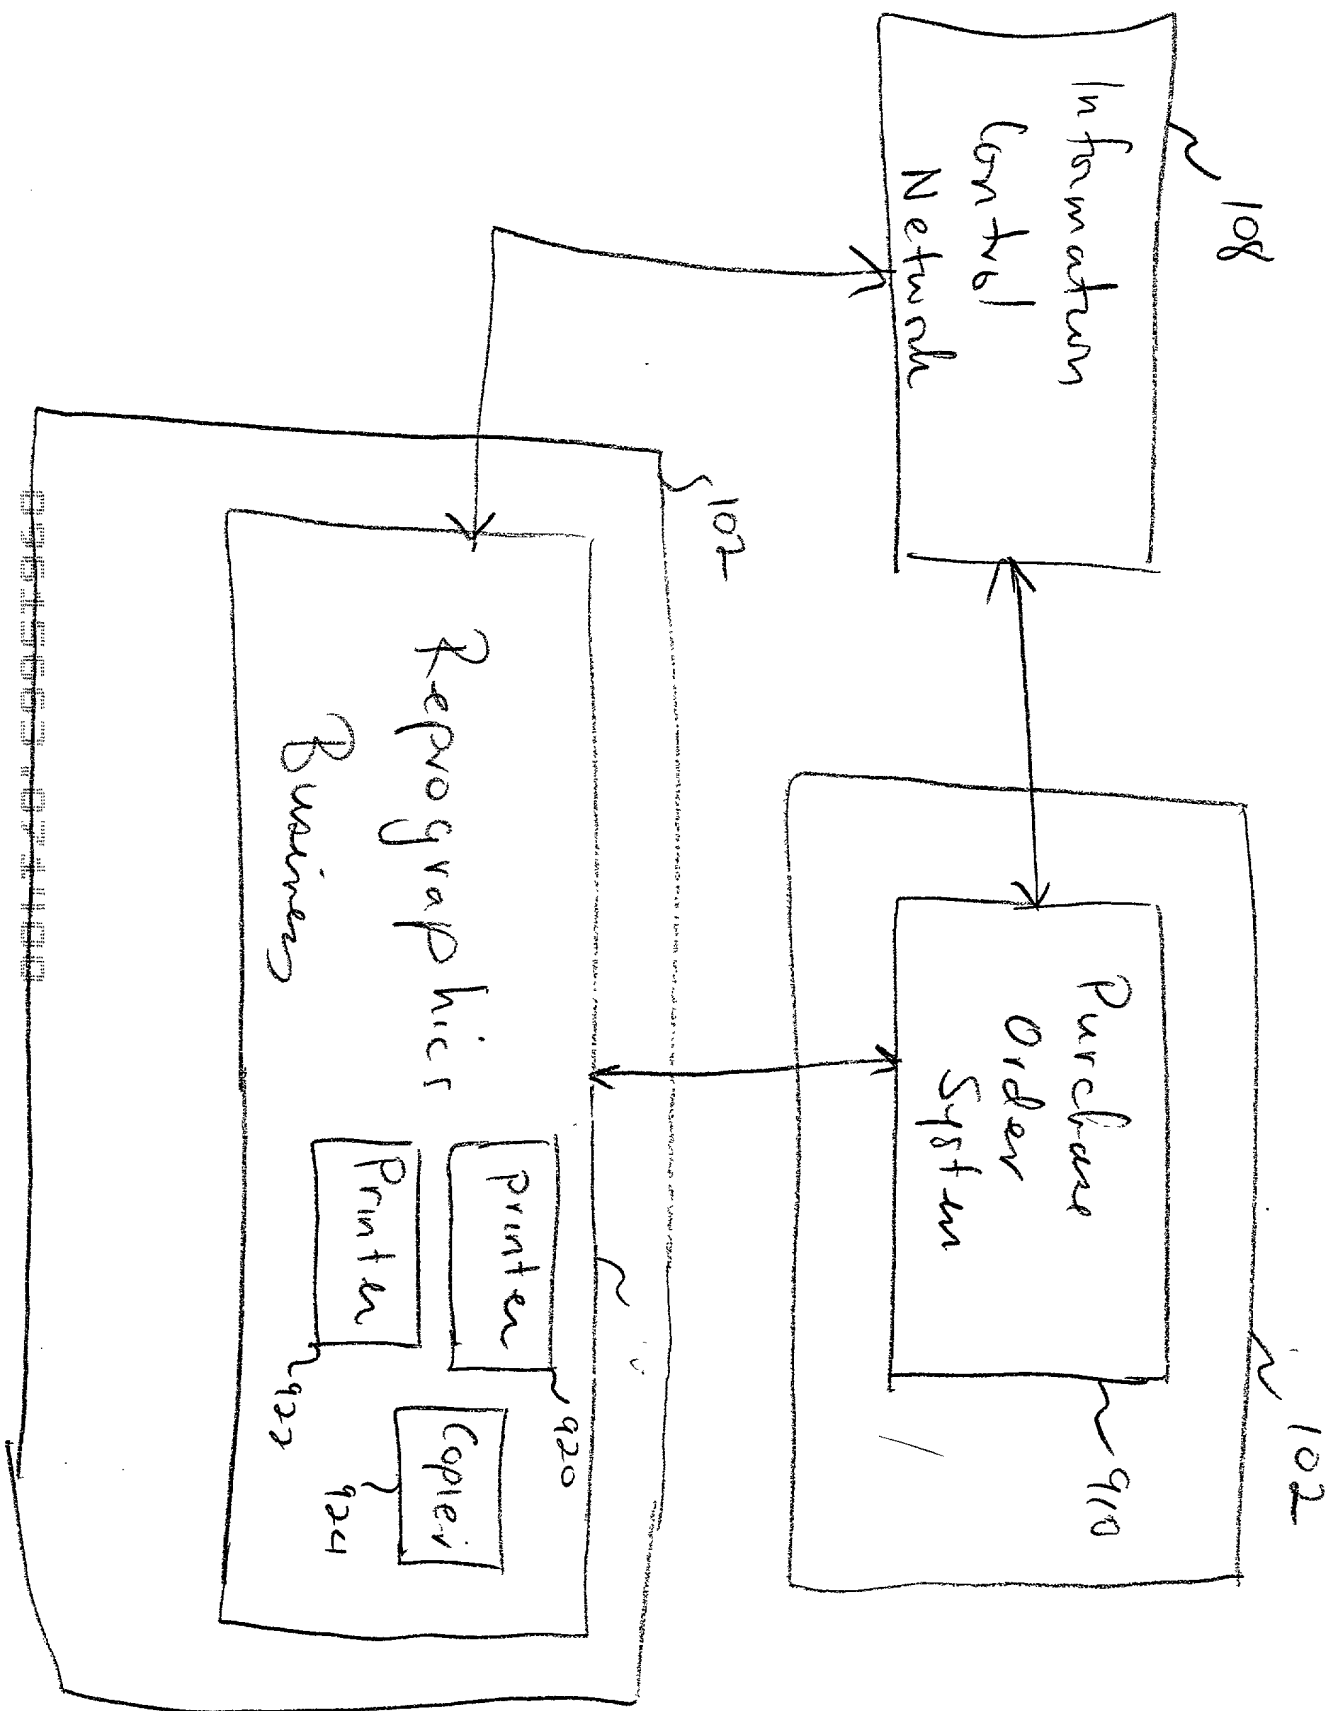 108
Information
Control
Network
102
Purchase
Order
System
910
102
Reprographics
Business
printer
920
Printer
922
Copier
924